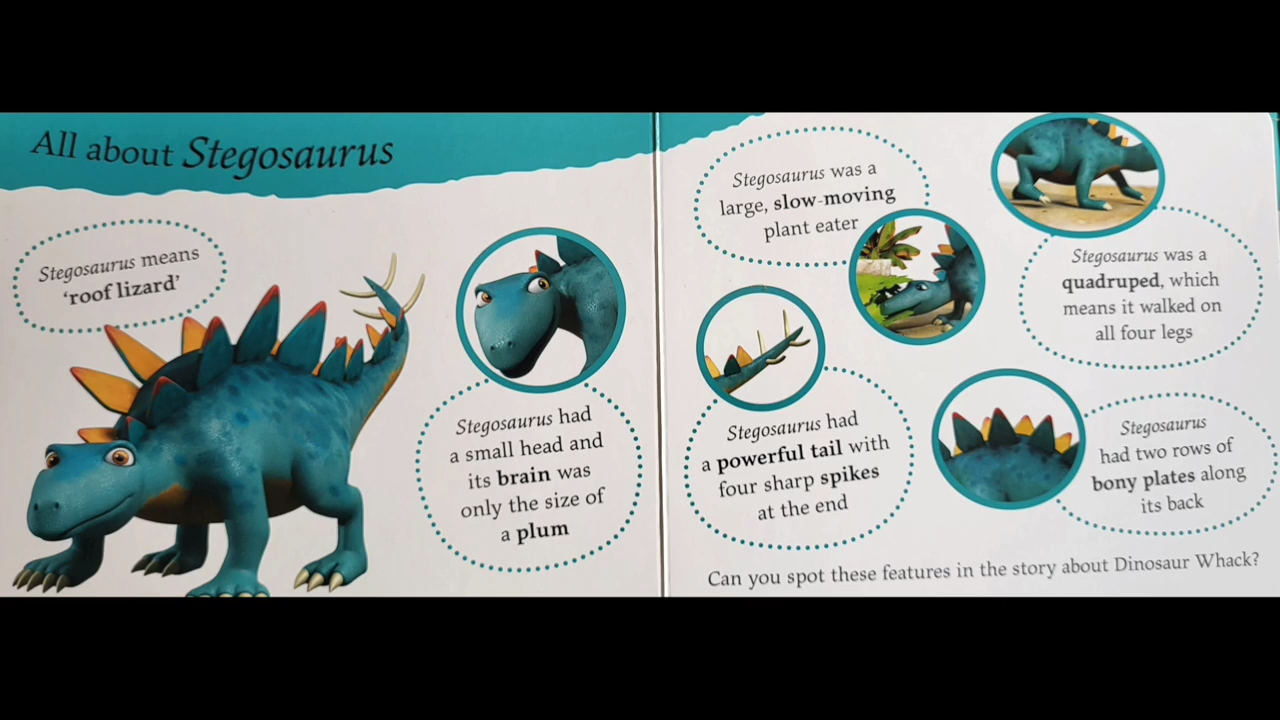 All about Stegosaurus
Stegosaurus means
‘roof lizard’
Stegosaurus had
a small head and
its brain was
only the size of
a plum
Stegosaurus was a
large, slow-moving
plant eater
Stegosaurus was a
quadruped, which
means it walked on
all four legs
Stegosaurus had
a powerful tail with
four sharp spikes
at the end
Stegosaurus
had two rows of
bony plates along
its back
Can you spot these features in the story about Dinosaur Whack?